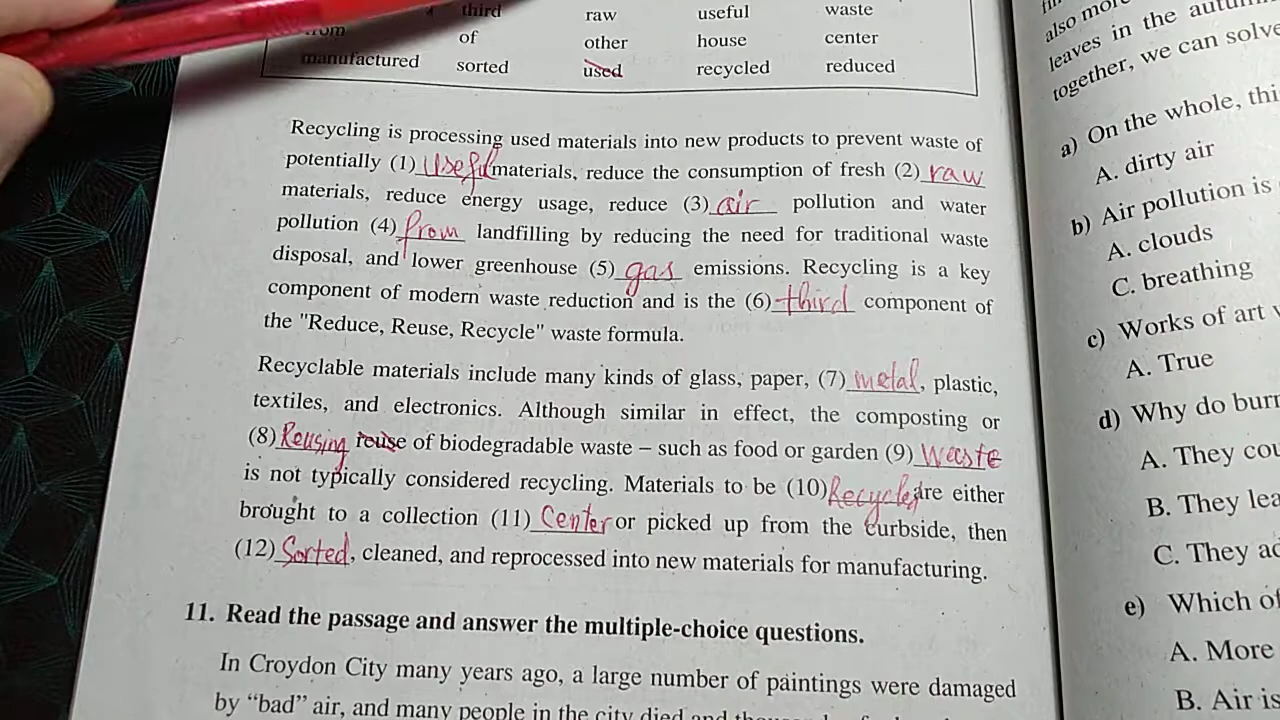 third raw useful waste
from of other house center
manufactured sorted used recycled reduced
Recycling is processing used materials into new products to prevent waste of
potentially (1) Useful materials, reduce the consumption of fresh (2) raw
materials, reduce energy usage, reduce (3) air pollution and water
pollution (4) from landfilling by reducing the need for traditional waste
disposal, and lower greenhouse (5) gas emissions. Recycling is a key
component of modern waste reduction and is the (6) third component of
the "Reduce, Reuse, Recycle" waste formula.
Recyclable materials include many kinds of glass, paper, (7) metal, plastic,
textiles, and electronics. Although similar in effect, the composting or
(8) Reusing reuse of biodegradable waste – such as food or garden (9) Waste
is not typically considered recycling. Materials to be (10) Recycled are either
brought to a collection (11) Center or picked up from the curbside, then
(12) Sorted, cleaned, and reprocessed into new materials for manufacturing.
11. Read the passage and answer the multiple-choice questions.
In Croydon City many years ago, a large number of paintings were damaged
by “bad” air, and many people in the city died and
also more
leaves in the
together, we can solve
a) On the whole,
A. dirty air
b) Air pollution is
A. clouds
C. breathing
c) Works of art
A. True
d) Why do
A. They
B. They
C. They
e) Which
A. More
B. Air is